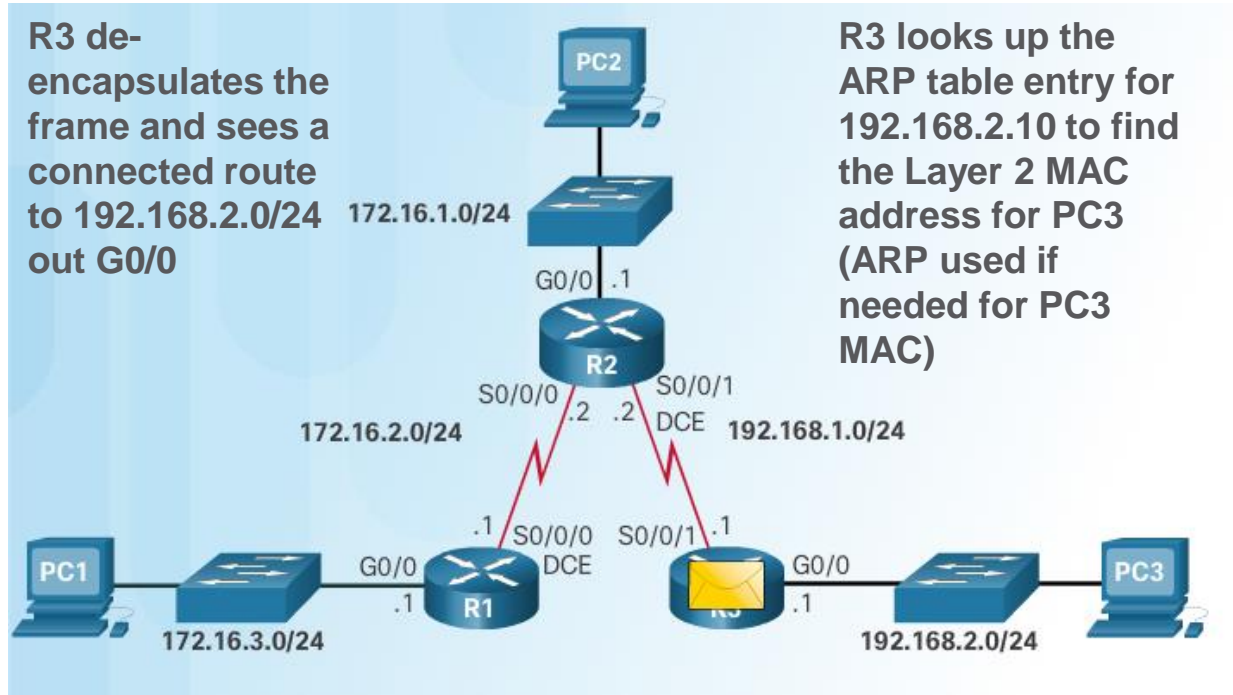 R3 de-
encapsulates the
frame and sees a
connected route
to 192.168.2.0/24
out G0/0
R3 looks up the
ARP table entry for
192.168.2.10 to find
the Layer 2 MAC
address for PC3
(ARP used if
needed for PC3
MAC)
PC2
172.16.1.0/24
G0/0 .1
R2
S0/0/0 S0/0/1
.2 .2 DCE
172.16.2.0/24 192.168.1.0/24
.1 S0/0/0 S0/0/1 .1
DCE
PC1 G0/0 G0/0 PC3
.1 R1 .1
172.16.3.0/24 192.168.2.0/24